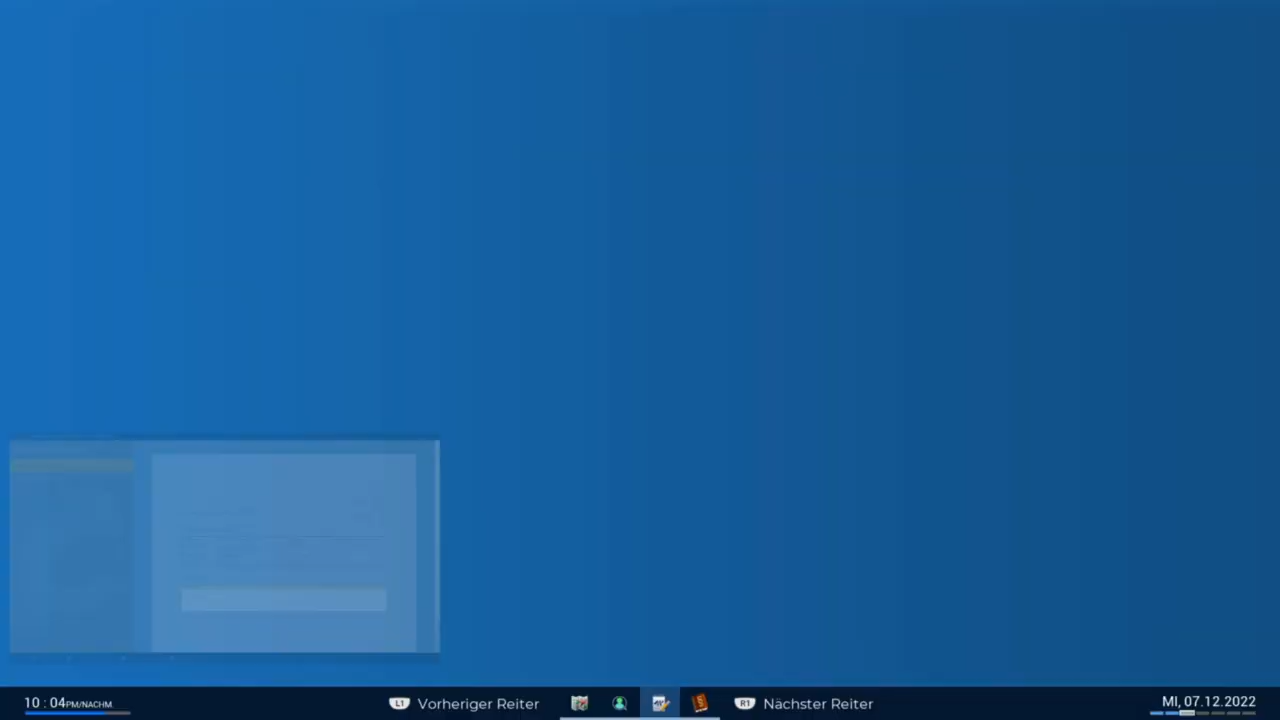 10 : 04PM/NACHM.
L1 Vorheriger Reiter
R1 Nächster Reiter
MI, 07.12.2022